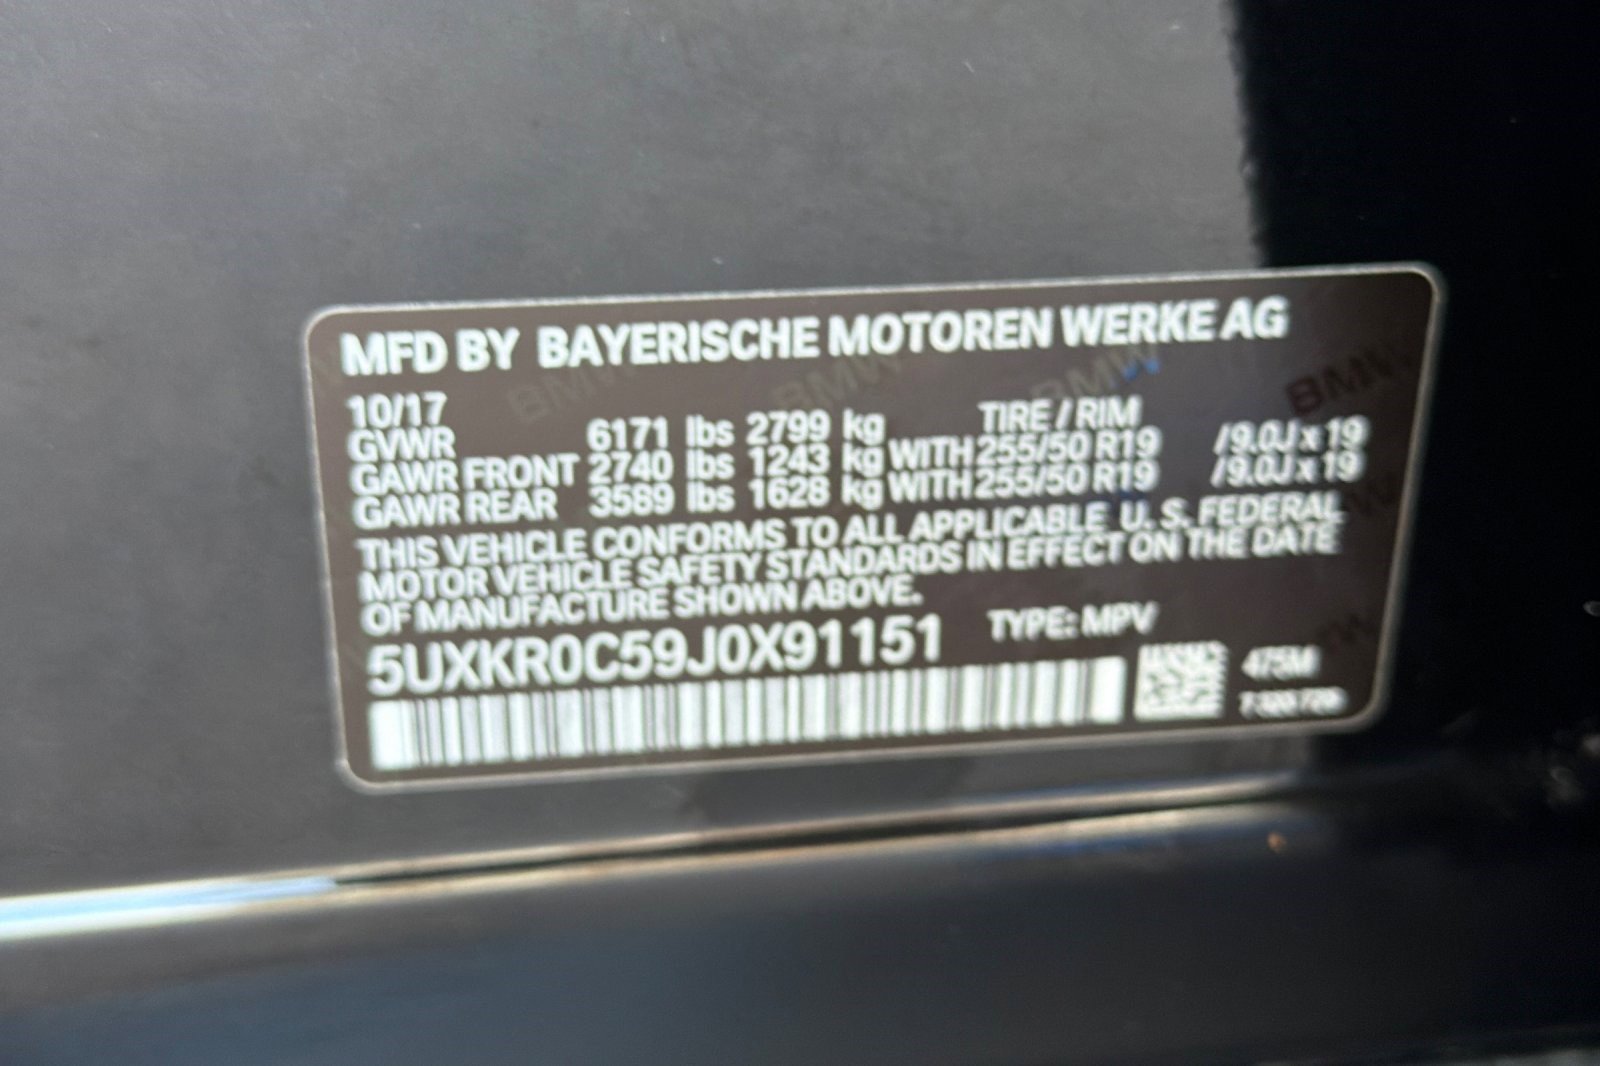 MFD BY BAYERISCHE MOTOREN WERKE AG
10/17
TIRE / RIM
GVWR 6171 lbs 2799 kg
GAWR FRONT 2740 lbs 1243 kg WITH 255/50 R19 /9.0J x 19
GAWR REAR 3589 lbs 1628 kg WITH 255/50 R19 /9.0J x 19
THIS VEHICLE CONFORMS TO ALL APPLICABLE U. S. FEDERAL
MOTOR VEHICLE SAFETY STANDARDS IN EFFECT ON THE DATE
OF MANUFACTURE SHOWN ABOVE.
5UXKR0C59J0X91151 TYPE: MPV
475M